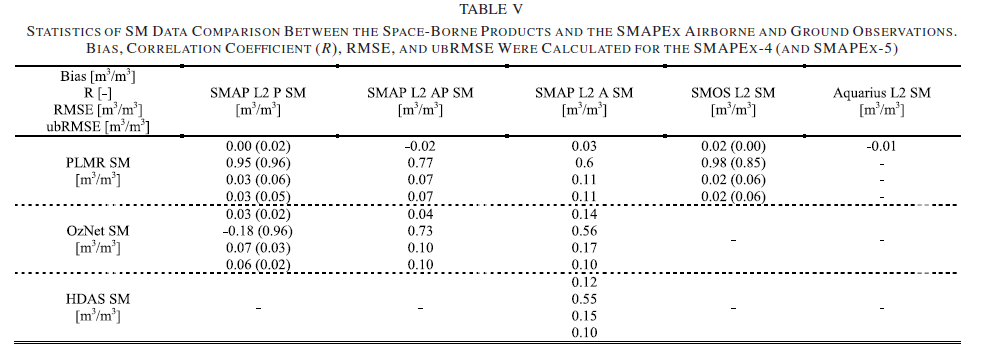 TABLE V
STATISTICS OF SM DATA COMPARISON BETWEEN THE SPACE-BORNE PRODUCTS AND THE SMAPEX AIRBORNE AND GROUND OBSERVATIONS.
BIAS, CORRELATION COEFFICIENT (R), RMSE, AND UBRMSE WERE CALCULATED FOR THE SMAPEX-4 (AND SMAPEX-5)
Bias [m³/m³]
R [-]
RMSE [m³/m³]
ubRMSE [m³/m³]
SMAP L2 P SM
[m³/m³]
SMAP L2 AP SM
[m³/m³]
SMAP L2 A SM
[m³/m³]
SMOS L2 SM
[m³/m³]
Aquarius L2 SM
[m³/m³]
PLMR SM
[m³/m³]
0.00 (0.02)
0.95 (0.96)
0.03 (0.06)
0.03 (0.05)
-0.02
0.77
0.07
0.07
0.03
0.6
0.11
0.11
0.02 (0.00)
0.98 (0.85)
0.02 (0.06)
0.02 (0.06)
-0.01
-
-
-
OzNet SM
[m³/m³]
0.03 (0.02)
-0.18 (0.96)
0.07 (0.03)
0.06 (0.02)
0.04
0.73
0.10
0.10
0.14
0.56
0.17
0.10
-
-
HDAS SM
[m³/m³]
-
-
0.12
0.55
0.15
0.10
-
-